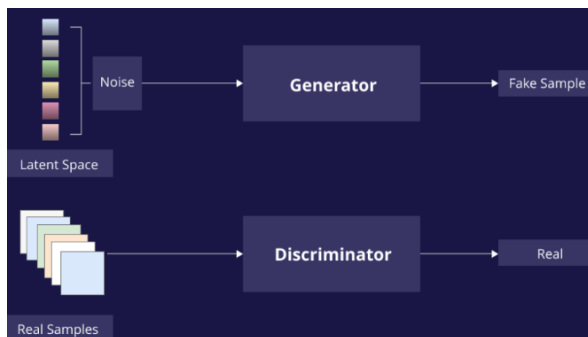 Noise
Generator
Fake Sample
Latent Space
Discriminator
Real
Real Samples